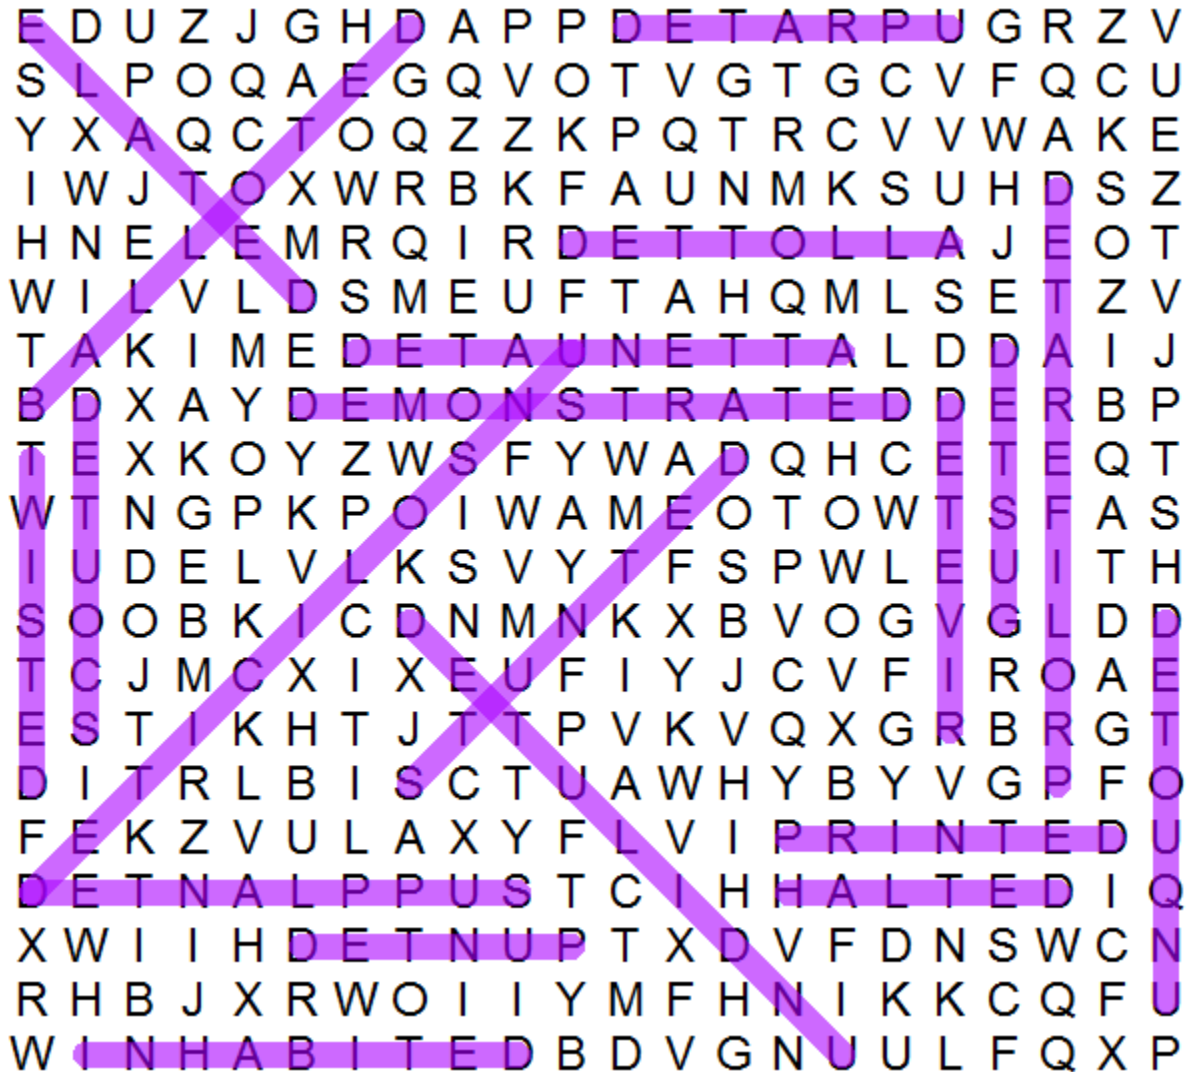 E D U Z J G H D A P P D E T A R P U G R Z V
S L P O Q A E G Q V O T V G T G C V F Q C U
Y X A Q C T O Q Z Z K P Q T R C V V W A K E
I W J T O X W R B K F A U N M K S U H D S Z
H N E L E M R Q I R D E T T O L L A J E O T
W I L V L D S M E U F T A H Q M L S E T Z V
T A K I M E D E T A U N E T T A L D D A I J
B D X A Y D E M O N S T R A T E D D E R B P
T E X K O Y Z W S F Y W A D Q H C E T E Q T
W T N G P K P O I W A M E O T O W T S F A S
I U D E L V L K S V Y T F S P W L E U I T H
S O O B K I C D N M N K X B V O G V G L D D
T C J M C X I X E U F I Y J C V F I R O A E
E S T I K H T J T T P V K V Q X G R B R G T
D I T R L B I S C T U A W H Y B Y V G P F O
F E K Z V U L A X Y F L V I P R I N T E D U
D E T N A L P P U S T C I H H A L T E D I Q
X W I I H D E T N U P T X D V F D N S W C N
R H B J X R W O I I Y M F H N I K K C Q F U
W I N H A B I T E D B D V G N U U L F Q X P